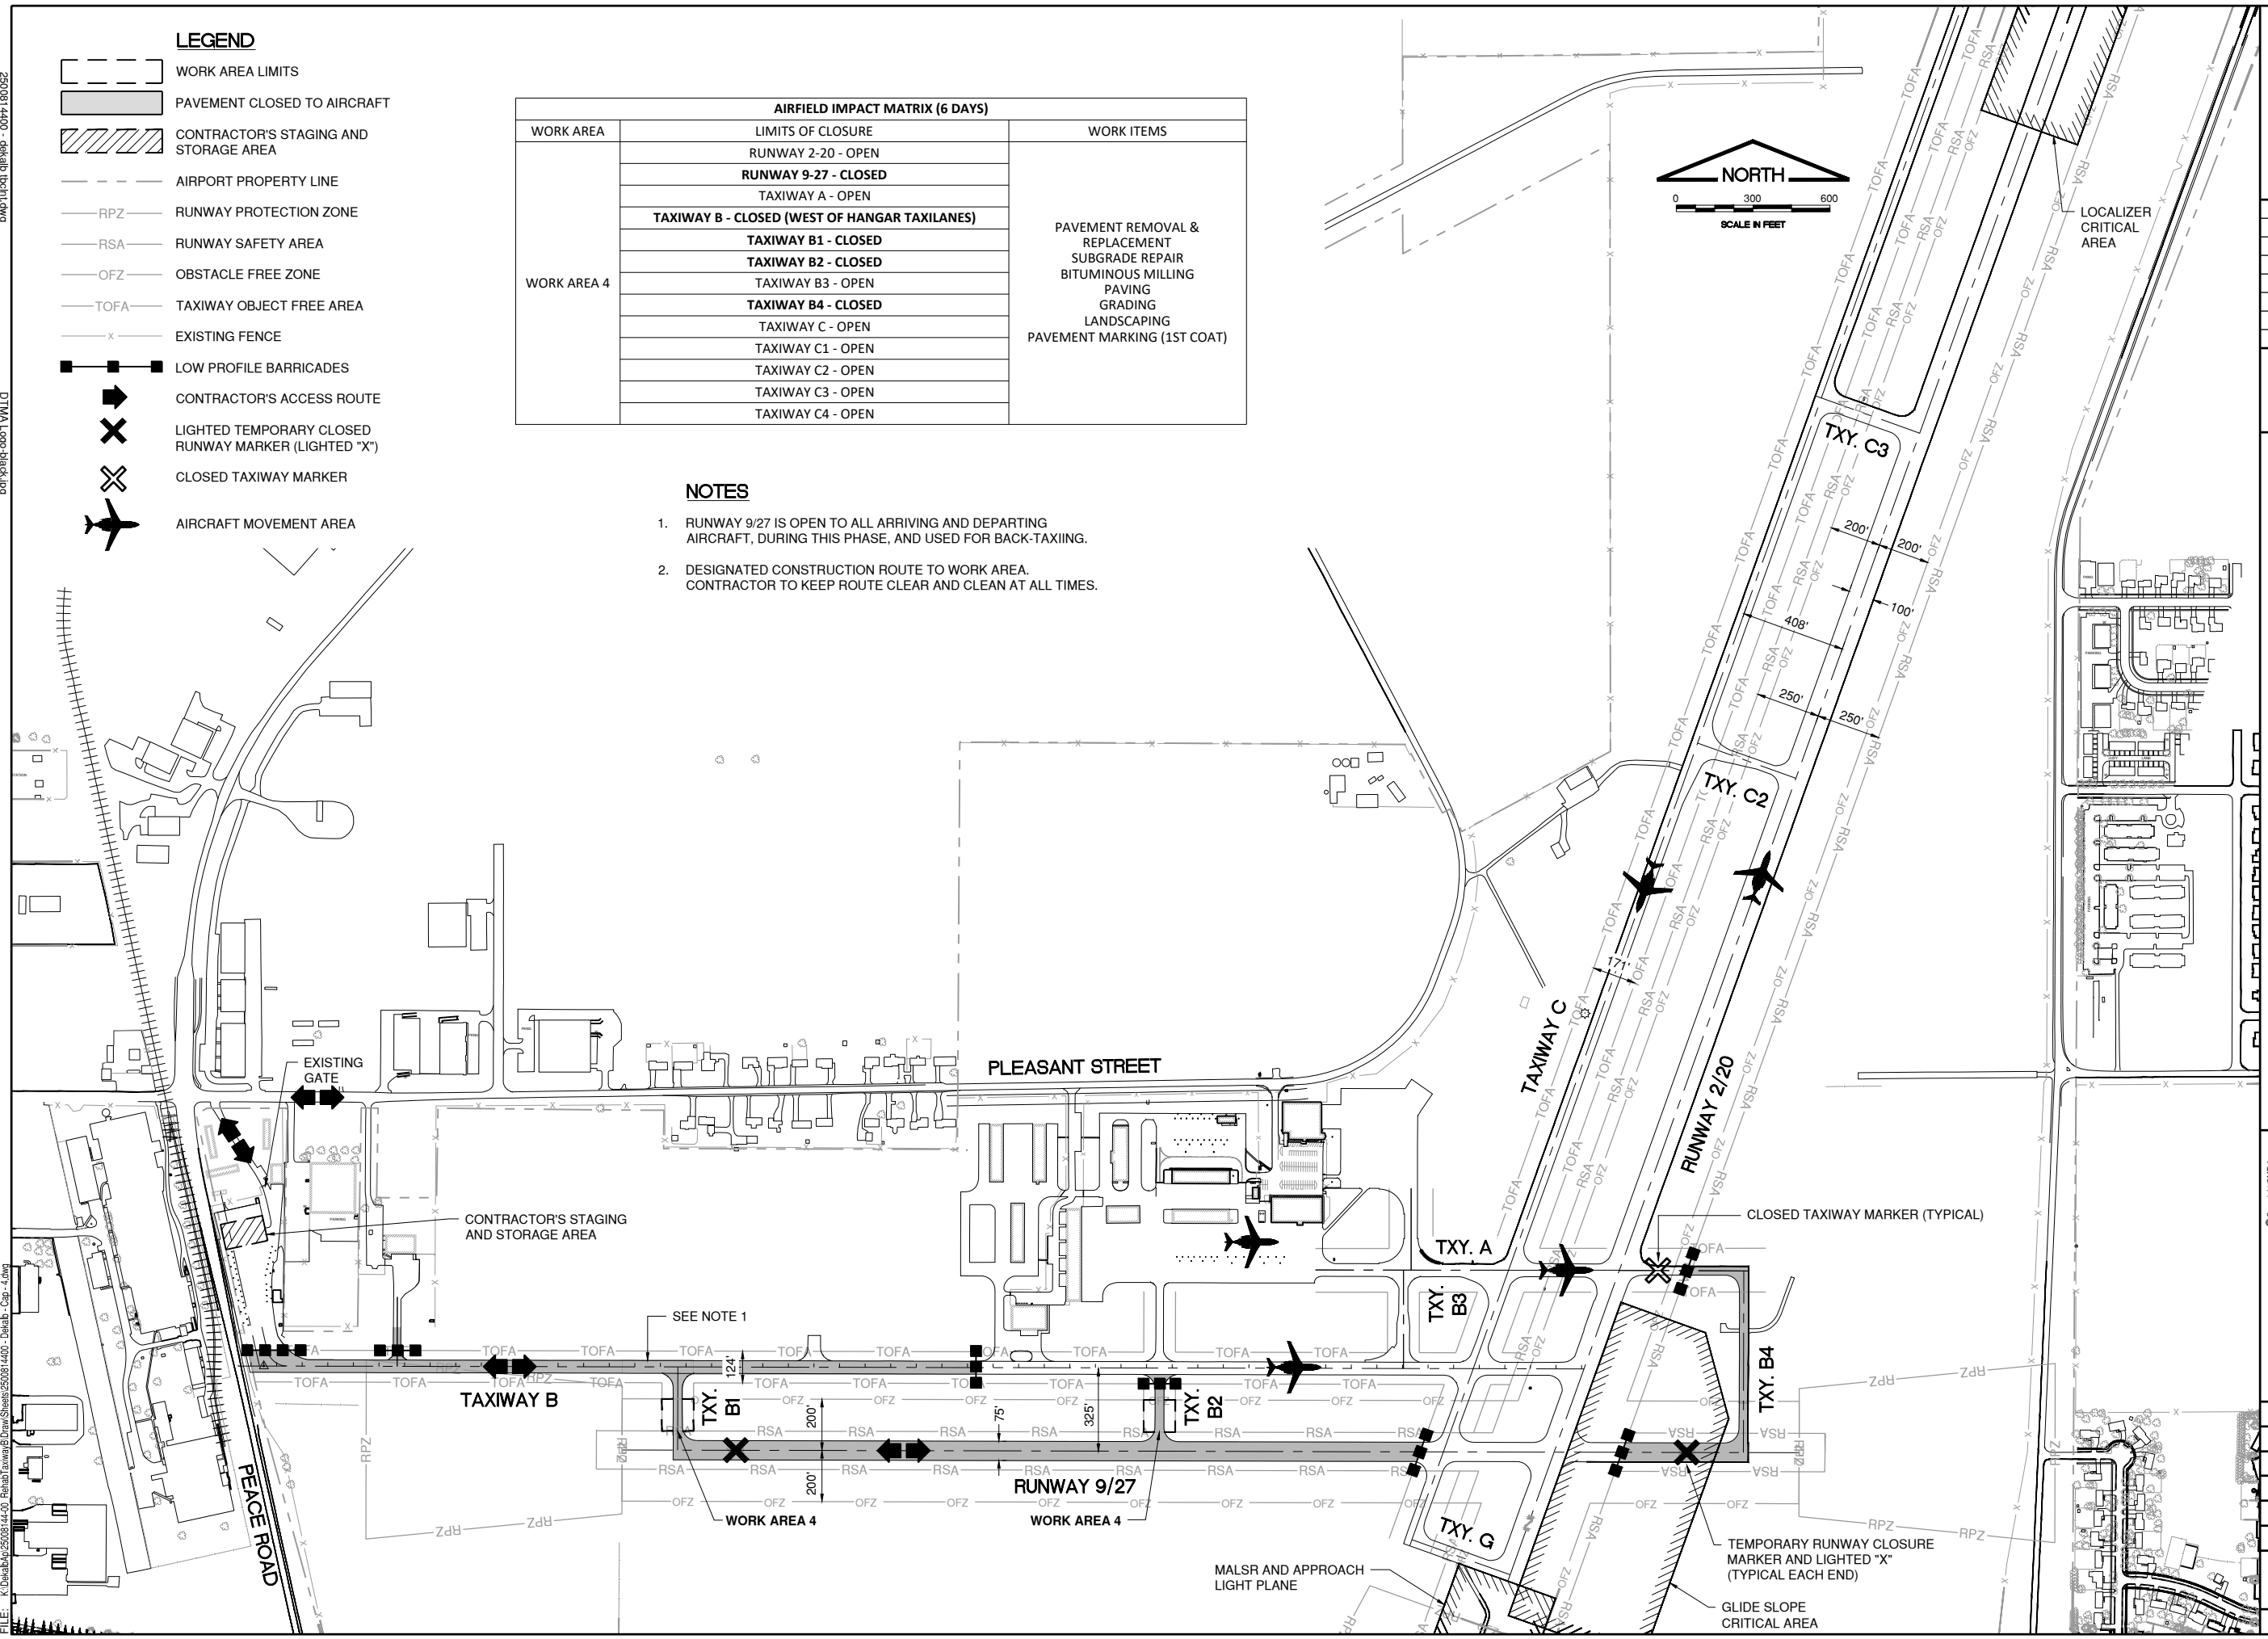 LEGEND
WORK AREA LIMITS
PAVEMENT CLOSED TO AIRCRAFT
CONTRACTOR'S STAGING AND
STORAGE AREA
AIRPORT PROPERTY LINE
RPZ RUNWAY PROTECTION ZONE
RSA RUNWAY SAFETY AREA
OFZ OBSTACLE FREE ZONE
TOFA TAXIWAY OBJECT FREE AREA
x EXISTING FENCE
LOW PROFILE BARRICADES
CONTRACTOR'S ACCESS ROUTE
LIGHTED TEMPORARY CLOSED
RUNWAY MARKER (LIGHTED "X")
CLOSED TAXIWAY MARKER
AIRCRAFT MOVEMENT AREA
AIRFIELD IMPACT MATRIX (6 DAYS)
WORK AREA LIMITS OF CLOSURE WORK ITEMS
WORK AREA 4
RUNWAY 2-20 - OPEN
RUNWAY 9-27 - CLOSED
TAXIWAY A - OPEN
TAXIWAY B - CLOSED (WEST OF HANGAR TAXILANES)
TAXIWAY B1 - CLOSED
TAXIWAY B2 - CLOSED
TAXIWAY B3 - OPEN
TAXIWAY B4 - CLOSED
TAXIWAY C - OPEN
TAXIWAY C1 - OPEN
TAXIWAY C2 - OPEN
TAXIWAY C3 - OPEN
TAXIWAY C4 - OPEN
PAVEMENT REMOVAL &
REPLACEMENT
SUBGRADE REPAIR
BITUMINOUS MILLING
PAVING
GRADING
LANDSCAPING
PAVEMENT MARKING (1ST COAT)
NOTES
1. RUNWAY 9/27 IS OPEN TO ALL ARRIVING AND DEPARTING
AIRCRAFT, DURING THIS PHASE, AND USED FOR BACK-TAXIING.
2. DESIGNATED CONSTRUCTION ROUTE TO WORK AREA.
CONTRACTOR TO KEEP ROUTE CLEAR AND CLEAN AT ALL TIMES.
NORTH
0 300 600
SCALE IN FEET
LOCALIZER
CRITICAL
AREA
TXY. C3
200'
200'
100'
408'
250'
250'
TXY. C2
171'
TAXIWAY C
RUNWAY 2/20
EXISTING
GATE
PLEASANT STREET
CONTRACTOR'S STAGING
AND STORAGE AREA
CLOSED TAXIWAY MARKER (TYPICAL)
TXY. A
TXY.
B3
SEE NOTE 1
124'
TAXIWAY B
TXY.
B1
200'
75'
325'
TXY.
B2
TXY. B4
200'
RUNWAY 9/27
WORK AREA 4
WORK AREA 4
TXY. G
PEACE ROAD
MALSR AND APPROACH
LIGHT PLANE
TEMPORARY RUNWAY CLOSURE
MARKER AND LIGHTED "X"
(TYPICAL EACH END)
GLIDE SLOPE
CRITICAL AREA